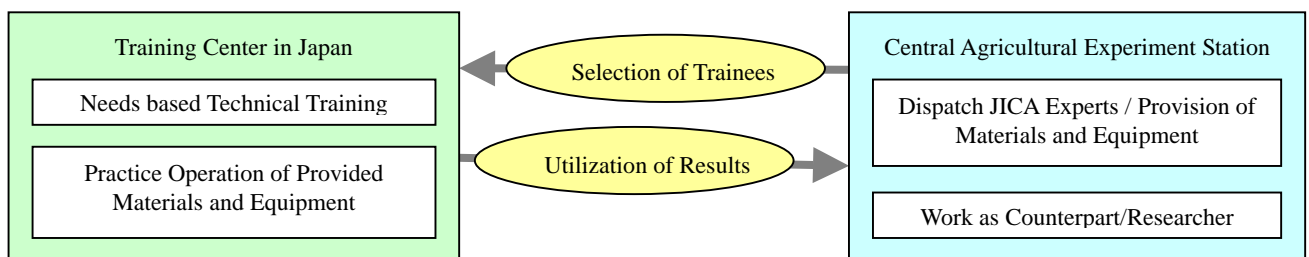 Training Center in Japan
Needs based Technical Training
Practice Operation of Provided
Materials and Equipment
Selection of Trainees
Utilization of Results
Central Agricultural Experiment Station
Dispatch JICA Experts / Provision of
Materials and Equipment
Work as Counterpart/Researcher